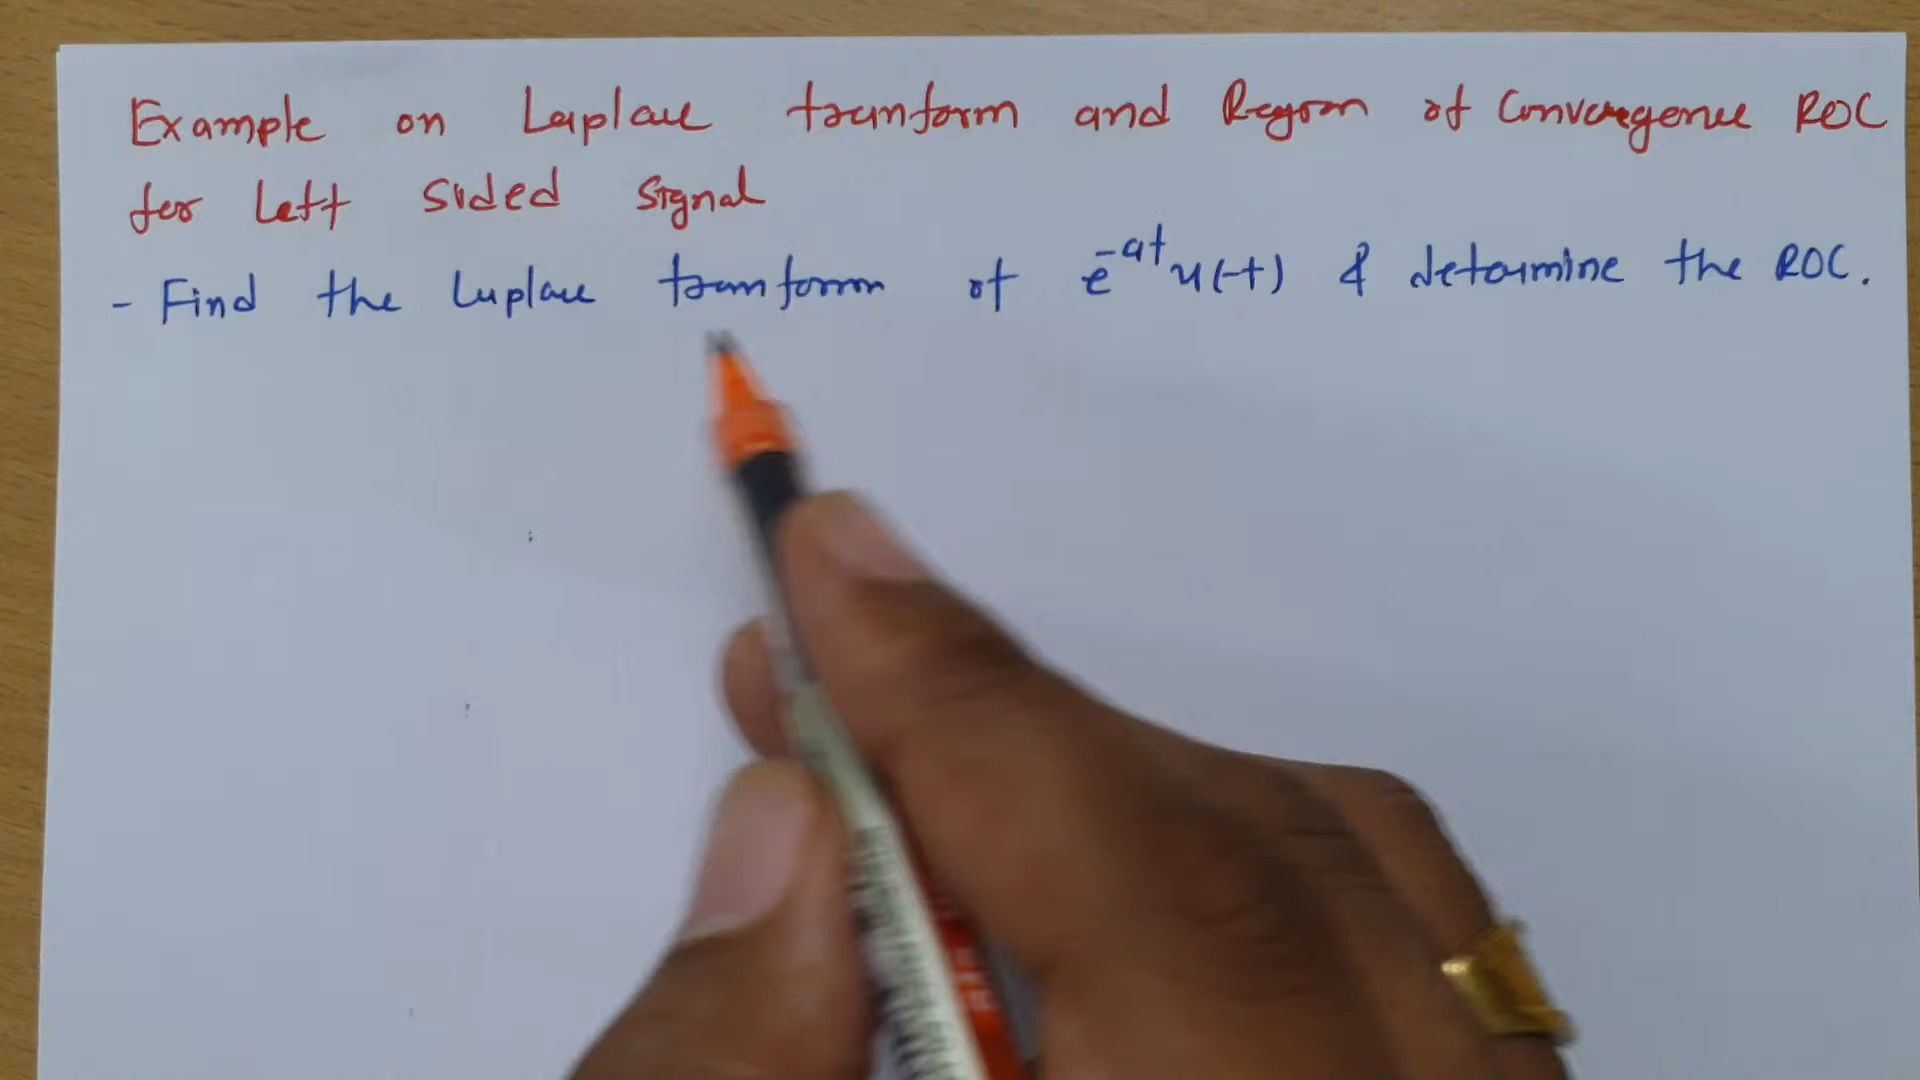 Example on Laplace transform and Region of Convergence ROC
for Left sided signal
- Find the Laplace transform of e^-at u(-t) & determine the ROC.